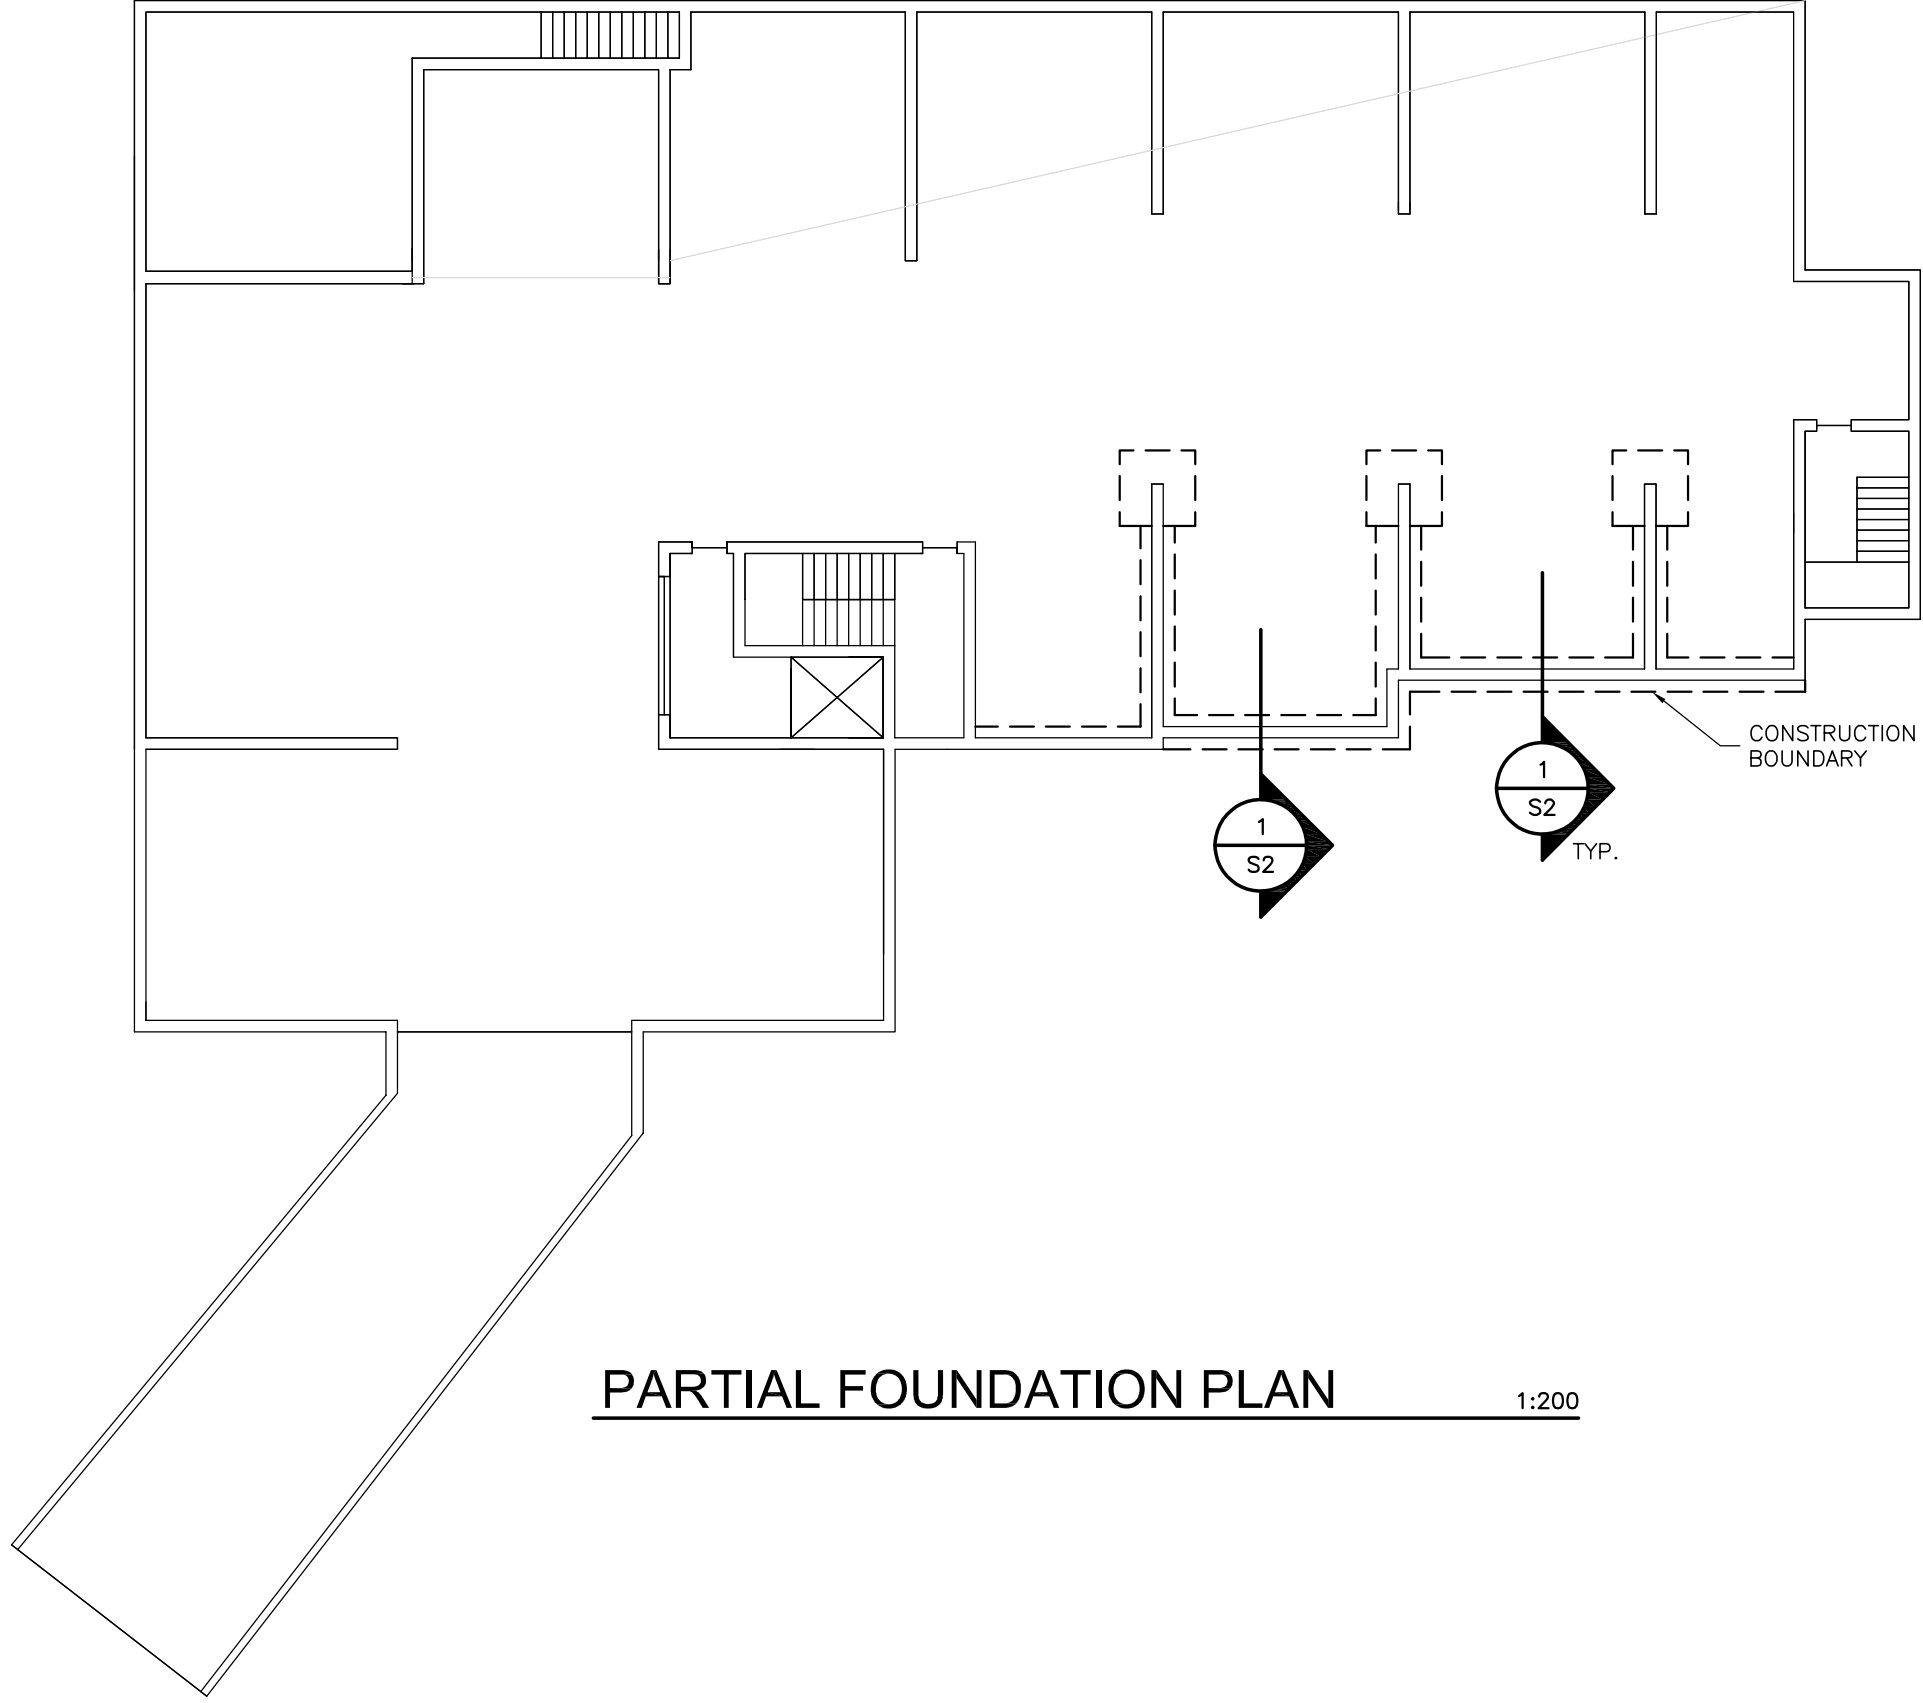 CONSTRUCTION
BOUNDARY
1
S2
TYP.
1
S2
PARTIAL FOUNDATION PLAN 1:200